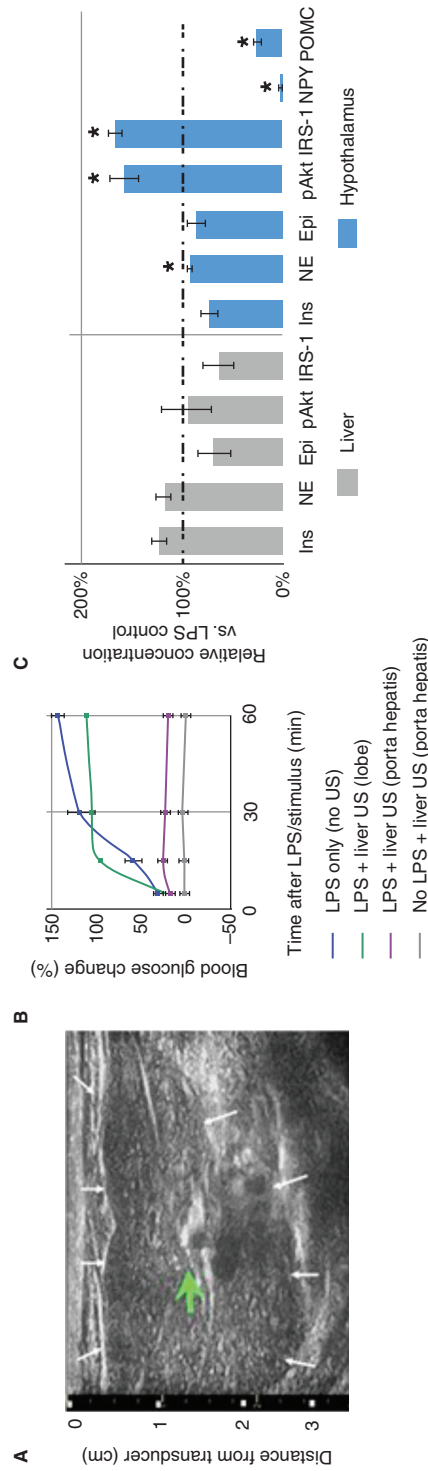 A
Distance from transducer (cm)
0
1
2
3
B
Blood glucose change (%)
150
100
50
0
−50
0
30
60
Time after LPS/stimulus (min)
LPS only (no US)
LPS + liver US (lobe)
LPS + liver US (porta hepatis)
No LPS + liver US (porta hepatis)
C
Relative concentration
vs. LPS control
200%
100%
0%
Ins NE Epi pAkt IRS-1 Ins NE Epi pAkt IRS-1 NPY POMC
* * * * *
Liver Hypothalamus